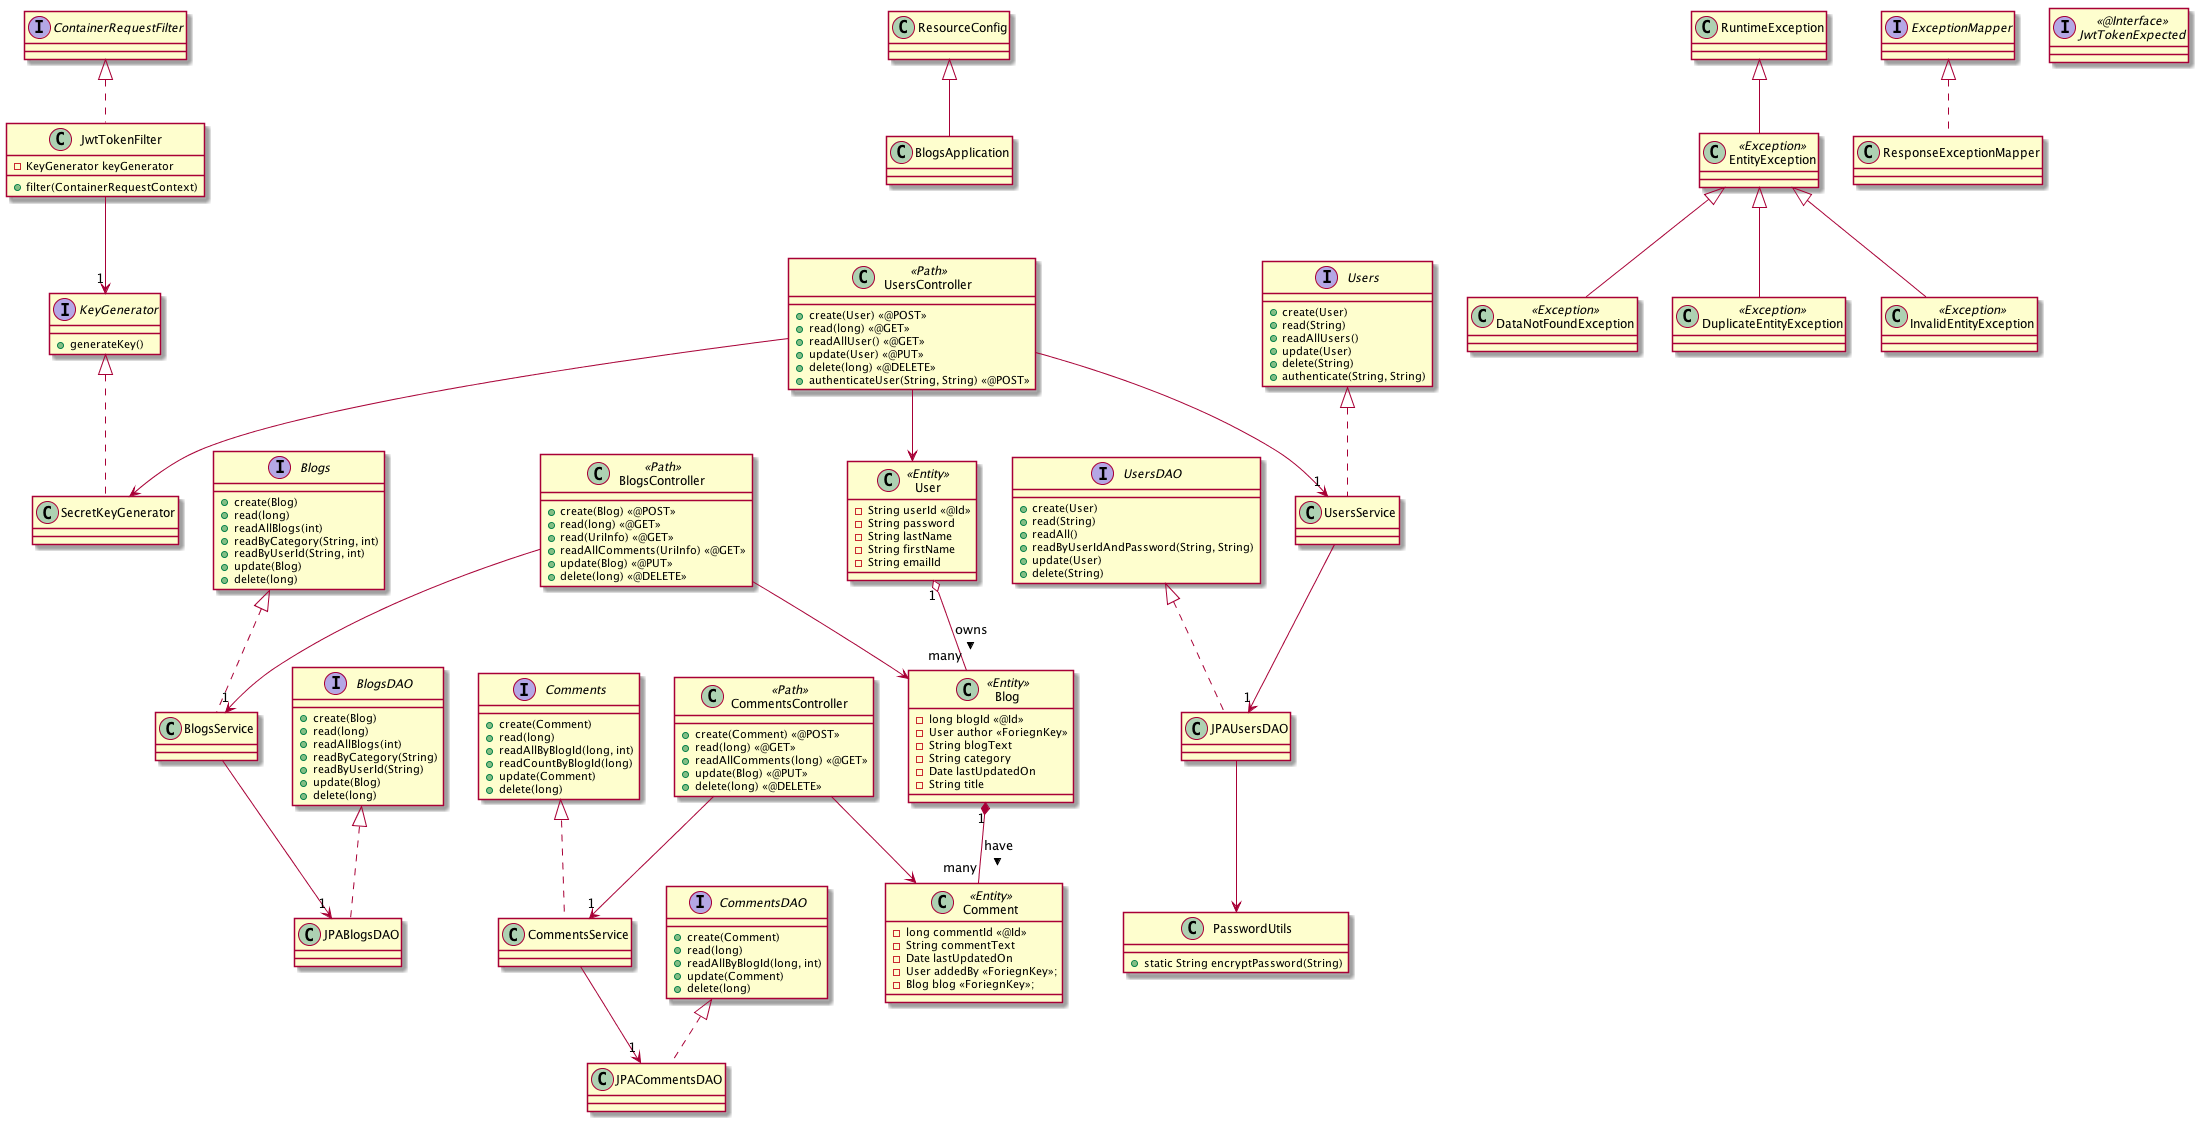 I ContainerRequestFilter
C ResourceConfig
C RuntimeException
I ExceptionMapper
I «@Interface»
JwtTokenExpected
C JwtTokenFilter
KeyGenerator keyGenerator
filter(ContainerRequestContext)
C BlogsApplication
C «Exception»
EntityException
C ResponseExceptionMapper
1
I KeyGenerator
generateKey()
C «Path»
UsersController
create(User) «@POST»
read(long) «@GET»
readAllUser() «@GET»
update(User) «@PUT»
delete(long) «@DELETE»
authenticateUser(String, String) «@POST»
I Users
create(User)
read(String)
readAllUsers()
update(User)
delete(String)
authenticate(String, String)
C «Exception»
DataNotFoundException
C «Exception»
DuplicateEntityException
C «Exception»
InvalidEntityException
C SecretKeyGenerator
I Blogs
create(Blog)
read(long)
readAllBlogs(int)
readByCategory(String, int)
readByUserId(String, int)
update(Blog)
delete(long)
C «Path»
BlogsController
create(Blog) «@POST»
read(long) «@GET»
read(UriInfo) «@GET»
readAllComments(UriInfo) «@GET»
update(Blog) «@PUT»
delete(long) «@DELETE»
C «Entity»
User
String userId «@Id»
String password
String lastName
String firstName
String emailId
I UsersDAO
create(User)
read(String)
readAll()
readByUserIdAndPassword(String, String)
update(User)
delete(String)
1
C UsersService
1
owns
many
1
C BlogsService
I BlogsDAO
create(Blog)
read(long)
readAllBlogs(int)
readByCategory(String)
readByUserId(String)
update(Blog)
delete(long)
I Comments
create(Comment)
read(long)
readAllByBlogId(long, int)
readCountByBlogId(long)
update(Comment)
delete(long)
C «Path»
CommentsController
create(Comment) «@POST»
read(long) «@GET»
readAllComments(long) «@GET»
update(Blog) «@PUT»
delete(long) «@DELETE»
C «Entity»
Blog
long blogId «@Id»
User author «ForiegnKey»
String blogText
String category
Date lastUpdatedOn
String title
1
C JPAUsersDAO
1
have
many
1
C JPABlogsDAO
1
C CommentsService
I CommentsDAO
create(Comment)
read(long)
readAllByBlogId(long, int)
update(Comment)
delete(long)
C «Entity»
Comment
long commentId «@Id»
String commentText
Date lastUpdatedOn
User addedBy «ForiegnKey»;
Blog blog «ForiegnKey»;
C PasswordUtils
static String encryptPassword(String)
1
C JPACommentsDAO